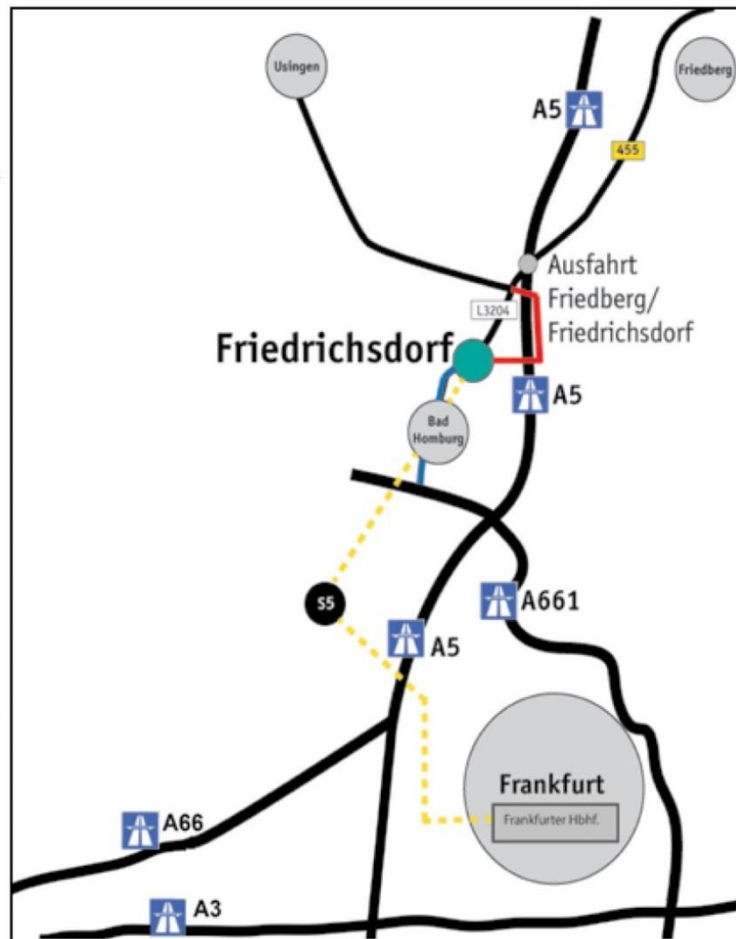 Usingen
Friedberg
A5
455
Ausfahrt
Friedberg/
Friedrichsdorf
L3204
Friedrichsdorf
A5
Bad
Homburg
S5
A661
A5
Frankfurt
Frankfurter Hbhf.
A66
A3